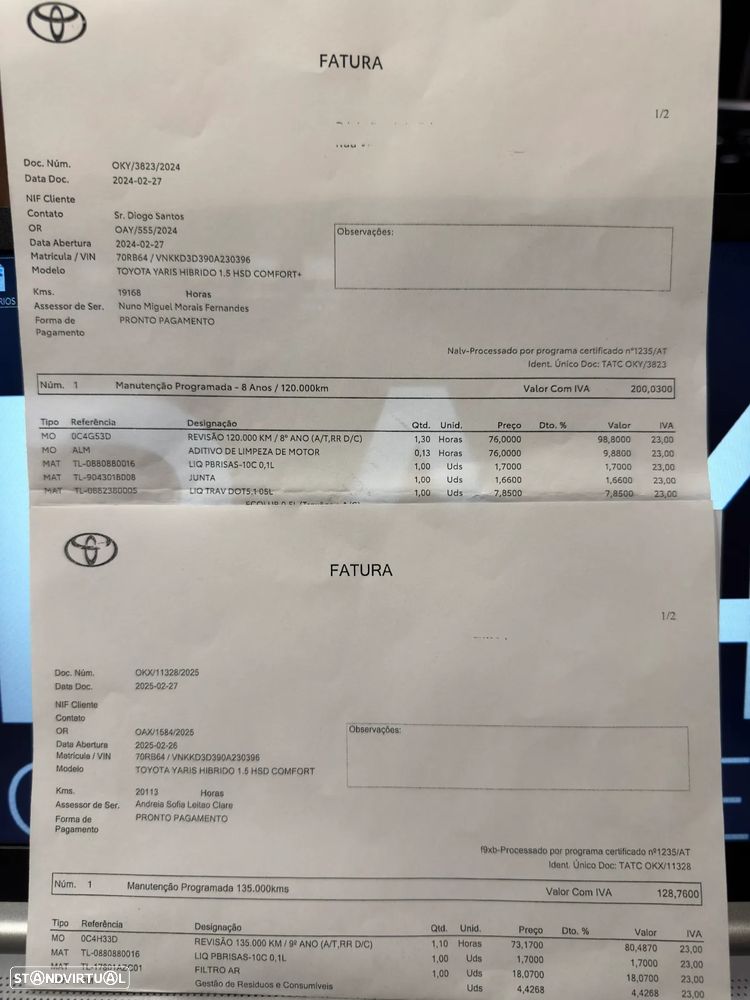 FATURA
1/2
Doc. Núm. OKY/3823/2024
Data Doc. 2024-02-27
NIF Cliente
Contato Sr. Diogo Santos
OR OAY/555/2024
Data Abertura 2024-02-27
Matrícula / VIN 70RB64 / VNKKD3D390A230396
Modelo TOYOTA YARIS HIBRIDO 1.5 HSD COMFORT+
Observações:
Kms. 19168 Horas
Assessor de Ser. Nuno Miguel Morais Fernandes
Forma de Pagamento PRONTO PAGAMENTO
Nalv-Processado por programa certificado nº1235/AT
Ident. Único Doc: TATC OKY/3823
Núm. 1 Manutenção Programada - 8 Anos / 120.000km Valor Com IVA 200,0300
Tipo Referência Designação Qtd. Unid. Preço Dto. % Valor IVA
MO 0C4G53D REVISÃO 120.000 KM / 8º ANO (A/T,RR D/C) 1,30 Horas 76,0000 98,8000 23,00
MO ALM ADITIVO DE LIMPEZA DE MOTOR 0,13 Horas 76,0000 9,8800 23,00
MAT TL-0880880016 LIQ PBRISAS-10C 0,1L 1,00 Uds 1,7000 1,7000 23,00
MAT TL-9043018008 JUNTA 1,00 Uds 1,6600 1,6600 23,00
MAT TL-0882380005 LIQ TRAV DOT5.1 05L 1,00 Uds 7,8500 7,8500 23,00
FATURA
1/2
Doc. Núm. OKX/11328/2025
Data Doc. 2025-02-27
NIF Cliente
Contato
OR OAX/1584/2025
Data Abertura 2025-02-26
Matrícula / VIN 70RB64 / VNKKD3D390A230396
Modelo TOYOTA YARIS HIBRIDO 1.5 HSD COMFORT
Observações:
Kms. 20113 Horas
Assessor de Ser. Andreia Sofia Leitao Clare
Forma de Pagamento PRONTO PAGAMENTO
f9xb-Processado por programa certificado nº1235/AT
Ident. Único Doc: TATC OKX/11328
Núm. 1 Manutenção Programada 135.000kms Valor Com IVA 128,7600
Tipo Referência Designação Qtd. Unid. Preço Dto. % Valor IVA
MO 0C4H33D REVISÃO 135.000 KM / 9º ANO (A/T,RR D/C) 1,10 Horas 73,1700 80,4870 23,00
MAT TL-0880880016 LIQ PBRISAS-10C 0,1L 1,00 Uds 1,7000 1,7000 23,00
MAT FILTRO AR 1,00 Uds 18,0700 18,0700 23,00
Gestão de Resíduos e Consumíveis Uds 4,4268 4,4268 23,00
STANDVIRTUAL